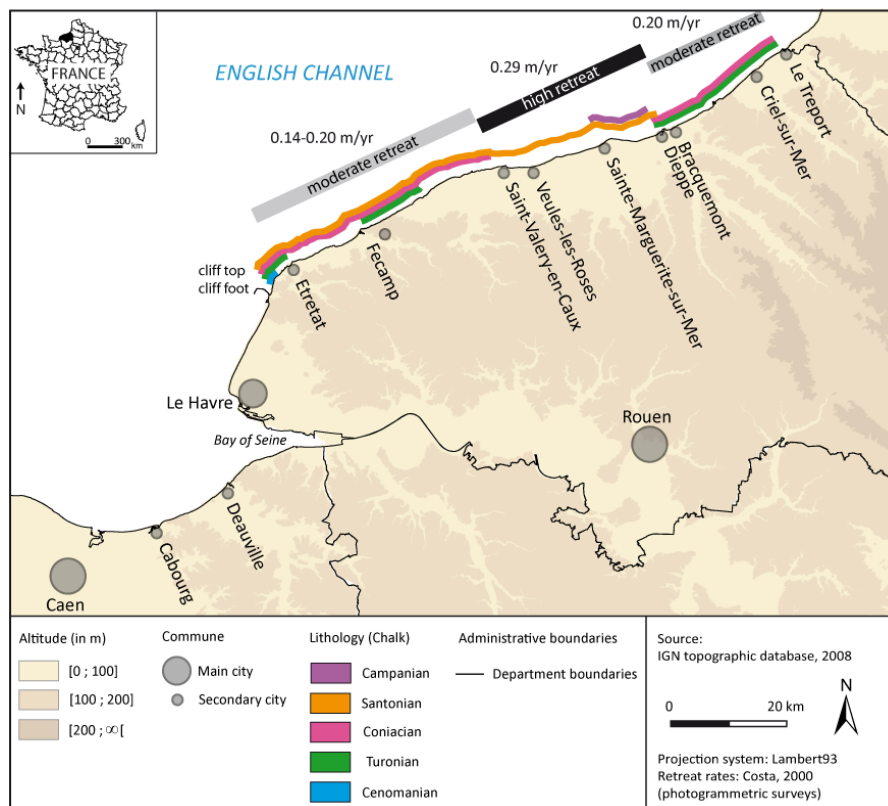 FRANCE
N
0 300 km
ENGLISH CHANNEL
0.14-0.20 m/yr
moderate retreat
0.29 m/yr
high retreat
0.20 m/yr
moderate retreat
cliff top
cliff foot
Etretat
Fecamp
Saint-Valery-en-Caux
Veules-les-Roses
Sainte-Marguerite-sur-Mer
Dieppe
Bracquemont
Criel-sur-Mer
Le Treport
Le Havre
Bay of Seine
Rouen
Deauville
Cabourg
Caen
Altitude (in m)
[0 ; 100]
[100 ; 200]
[200 ; ∞[
Commune
Main city
Secondary city
Lithology (Chalk)
Campanian
Santonian
Coniacian
Turonian
Cenomanian
Administrative boundaries
Department boundaries
Source:
IGN topographic database, 2008
0 20 km
N
Projection system: Lambert93
Retreat rates: Costa, 2000
(photogrammetric surveys)